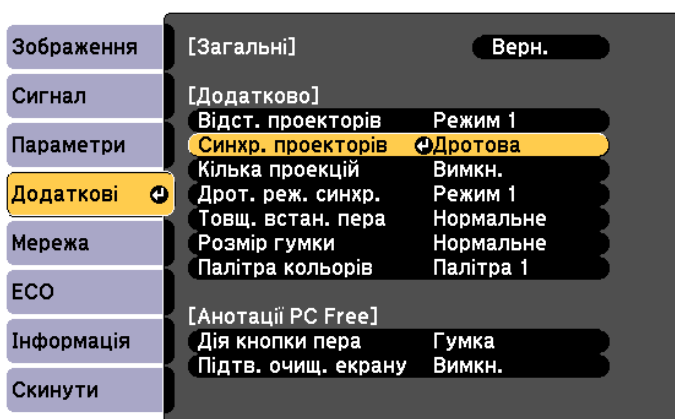 Зображення
Сигнал
Параметри
Додаткові
Мережа
ECO
Інформація
Скинути
[Загальні] Верн.
[Додатково]
Відст. проекторів Режим 1
Синхр. проекторів Дротова
Кілька проекцій Вимкн.
Дрот. реж. синхр. Режим 1
Товщ. встан. пера Нормальне
Розмір гумки Нормальне
Палітра кольорів Палітра 1
[Анотації PC Free]
Дія кнопки пера Гумка
Підтв. очищ. екрану Вимкн.